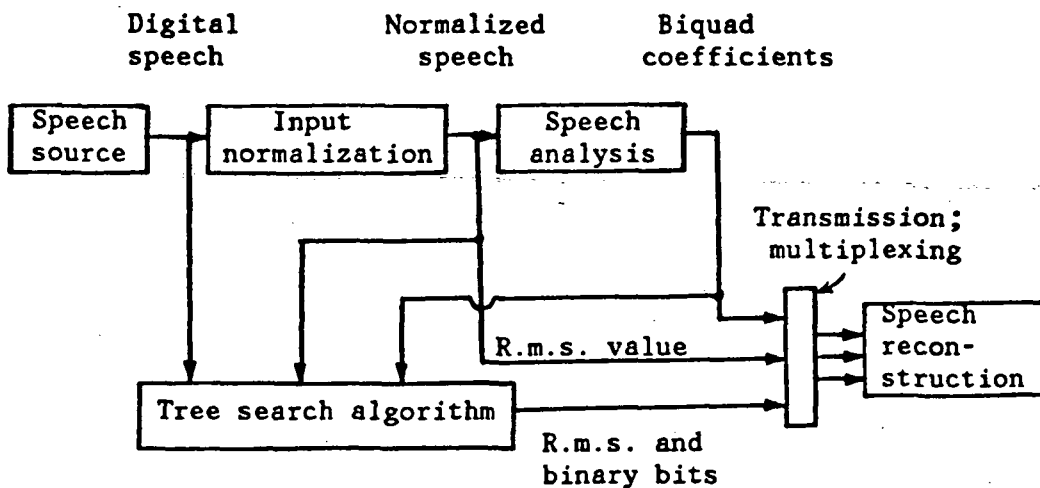 Digital
speech
Normalized
speech
Biquad
coefficients
Speech
source
Input
normalization
Speech
analysis
Transmission;
multiplexing
R.m.s. value
Speech
recon-
struction
Tree search algorithm
R.m.s. and
binary bits